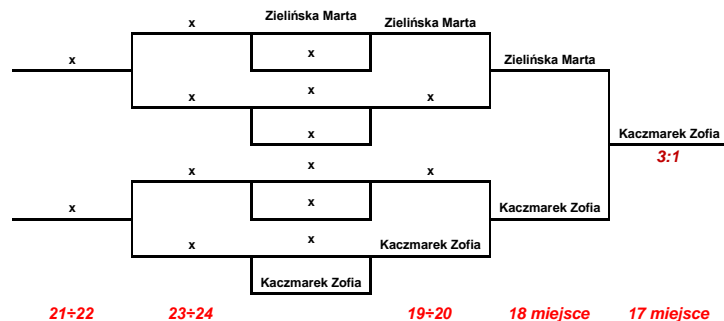 x Zielińska Marta Zielińska Marta
x x Zielińska Marta
x x x
x Kaczmarek Zofia
3:1
x x x
x x Kaczmarek Zofia
x x Kaczmarek Zofia
Kaczmarek Zofia
21÷22 23÷24 19÷20 18 miejsce 17 miejsce